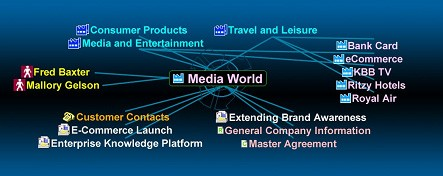 Consumer Products
Travel and Leisure
Media and Entertainment
Bank Card
eCommerce
KBB TV
Ritzy Hotels
Royal Air
Fred Baxter
Mallory Gelson
Media World
Customer Contacts
E-Commerce Launch
Enterprise Knowledge Platform
Extending Brand Awareness
General Company Information
Master Agreement